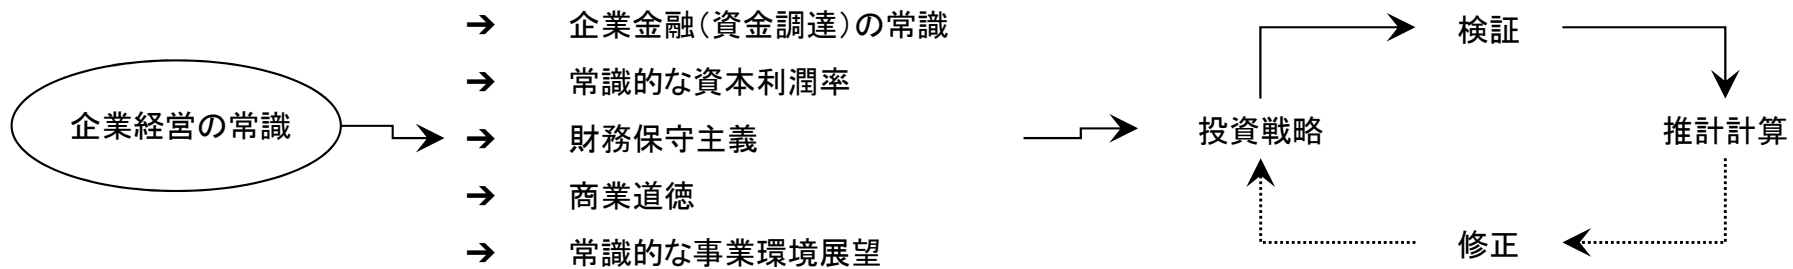 企業経営の常識
➔ 企業金融(資金調達)の常識
➔ 常識的な資本利潤率
➔ 財務保守主義
➔ 商業道徳
➔ 常識的な事業環境展望
検証
投資戦略
推計計算
修正